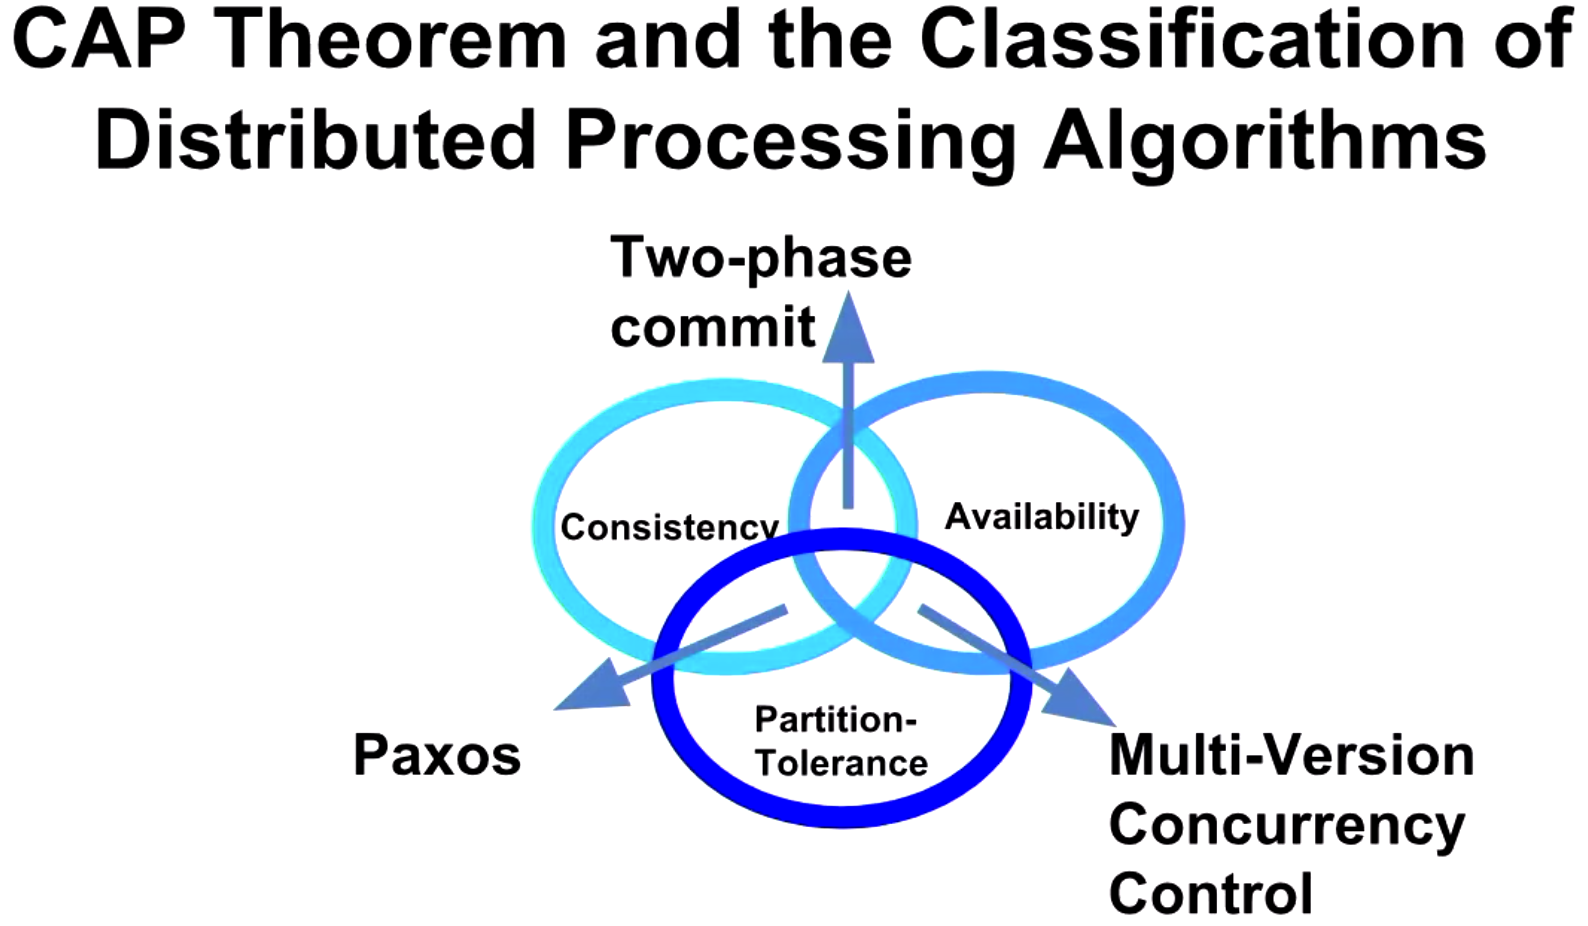 CAP Theorem and the Classification of
Distributed Processing Algorithms
Two-phase
commit
Consistency
Availability
Partition-
Tolerance
Paxos
Multi-Version
Concurrency
Control